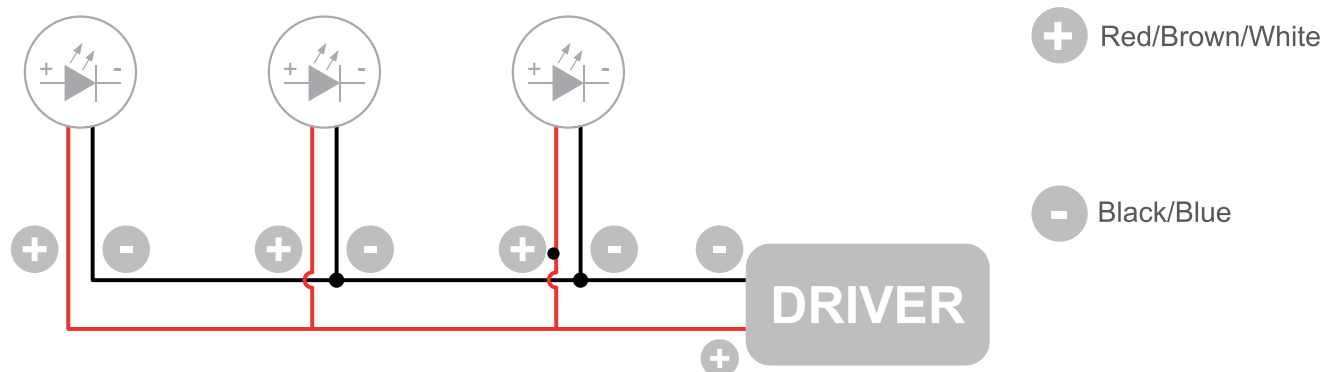 + -
+ -
+ -
+ Red/Brown/White
- Black/Blue
+ -
+ -
+ -
-
DRIVER
+